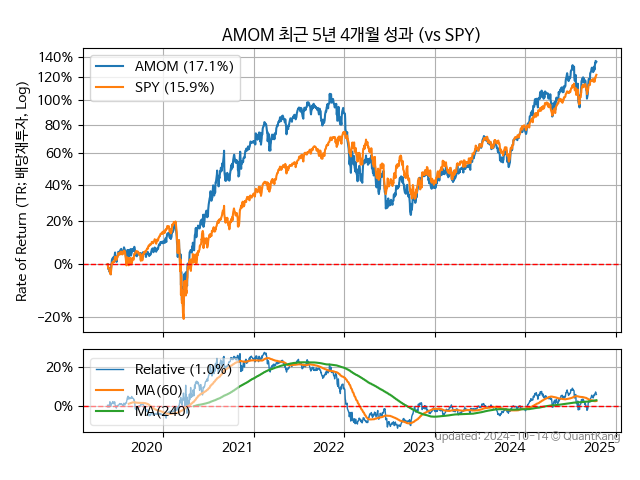 AMOM 최근 5년 4개월 성과 (vs SPY)
Rate of Return (TR: 배당재투자, Log)
140%
120%
100%
80%
60%
40%
20%
0%
−20%
AMOM (17.1%)
SPY (15.9%)
20%
0%
Relative (1.0%)
MA(60)
MA(240)
2020 2021 2022 2023 2024 2025
updated: 2024-10-14 © QuantKang